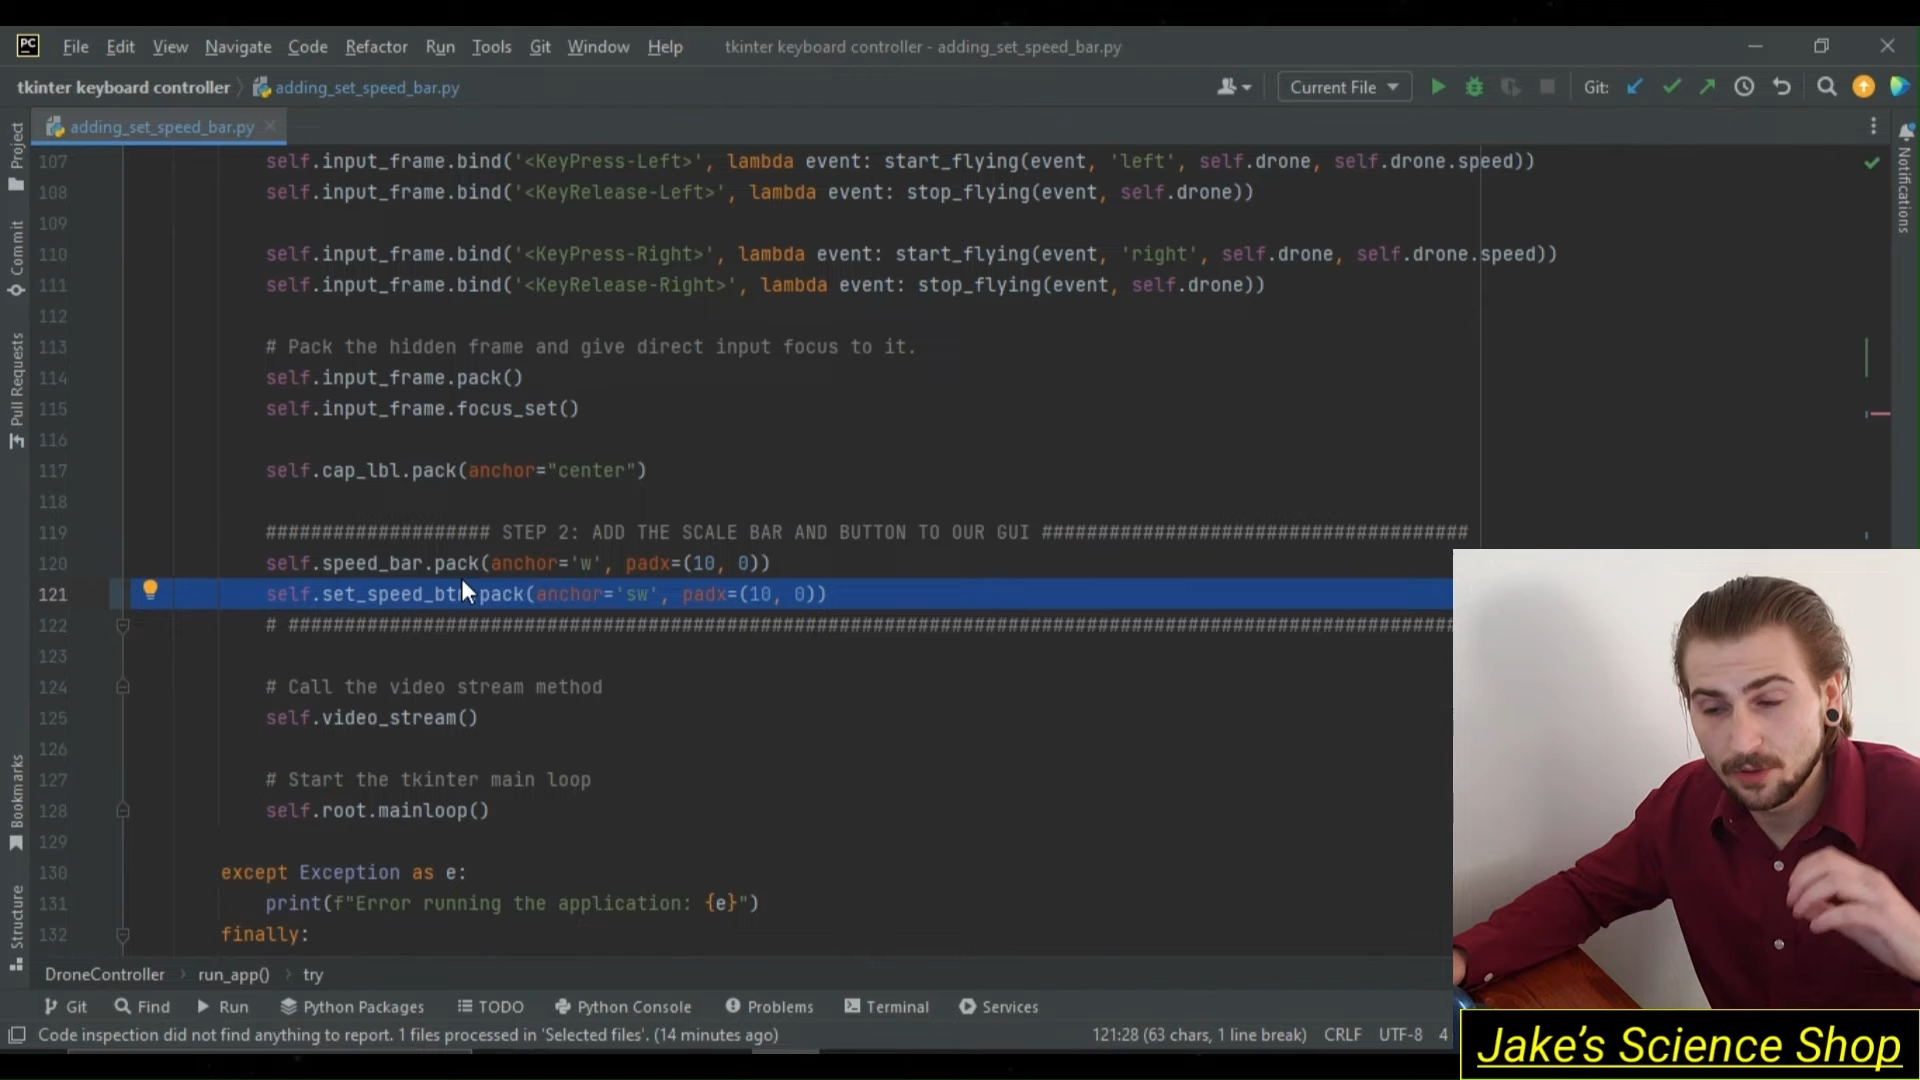 PC File Edit View Navigate Code Refactor Run Tools Git Window Help tkinter keyboard controller - adding_set_speed_bar.py
tkinter keyboard controller adding_set_speed_bar.py Current File Git:
adding_set_speed_bar.py
Project
Commit
Pull Requests
Bookmarks
Structure
Notifications
107 self.input_frame.bind('<KeyPress-Left>', lambda event: start_flying(event, 'left', self.drone, self.drone.speed))
108 self.input_frame.bind('<KeyRelease-Left>', lambda event: stop_flying(event, self.drone))
109
110 self.input_frame.bind('<KeyPress-Right>', lambda event: start_flying(event, 'right', self.drone, self.drone.speed))
111 self.input_frame.bind('<KeyRelease-Right>', lambda event: stop_flying(event, self.drone))
112
113 # Pack the hidden frame and give direct input focus to it.
114 self.input_frame.pack()
115 self.input_frame.focus_set()
116
117 self.cap_lbl.pack(anchor="center")
118
119 #################### STEP 2: ADD THE SCALE BAR AND BUTTON TO OUR GUI ######################################
120 self.speed_bar.pack(anchor='w', padx=(10, 0))
121 self.set_speed_btn.pack(anchor='sw', padx=(10, 0))
122 # ########################################################################################################
123
124 # Call the video stream method
125 self.video_stream()
126
127 # Start the tkinter main loop
128 self.root.mainloop()
129
130 except Exception as e:
131 print(f"Error running the application: {e}")
132 finally:
DroneController run_app() try
Git Find Run Python Packages TODO Python Console Problems Terminal Services
Code inspection did not find anything to report. 1 files processed in 'Selected files'. (14 minutes ago) 121:28 (63 chars, 1 line break) CRLF UTF-8 4
Jake's Science Shop